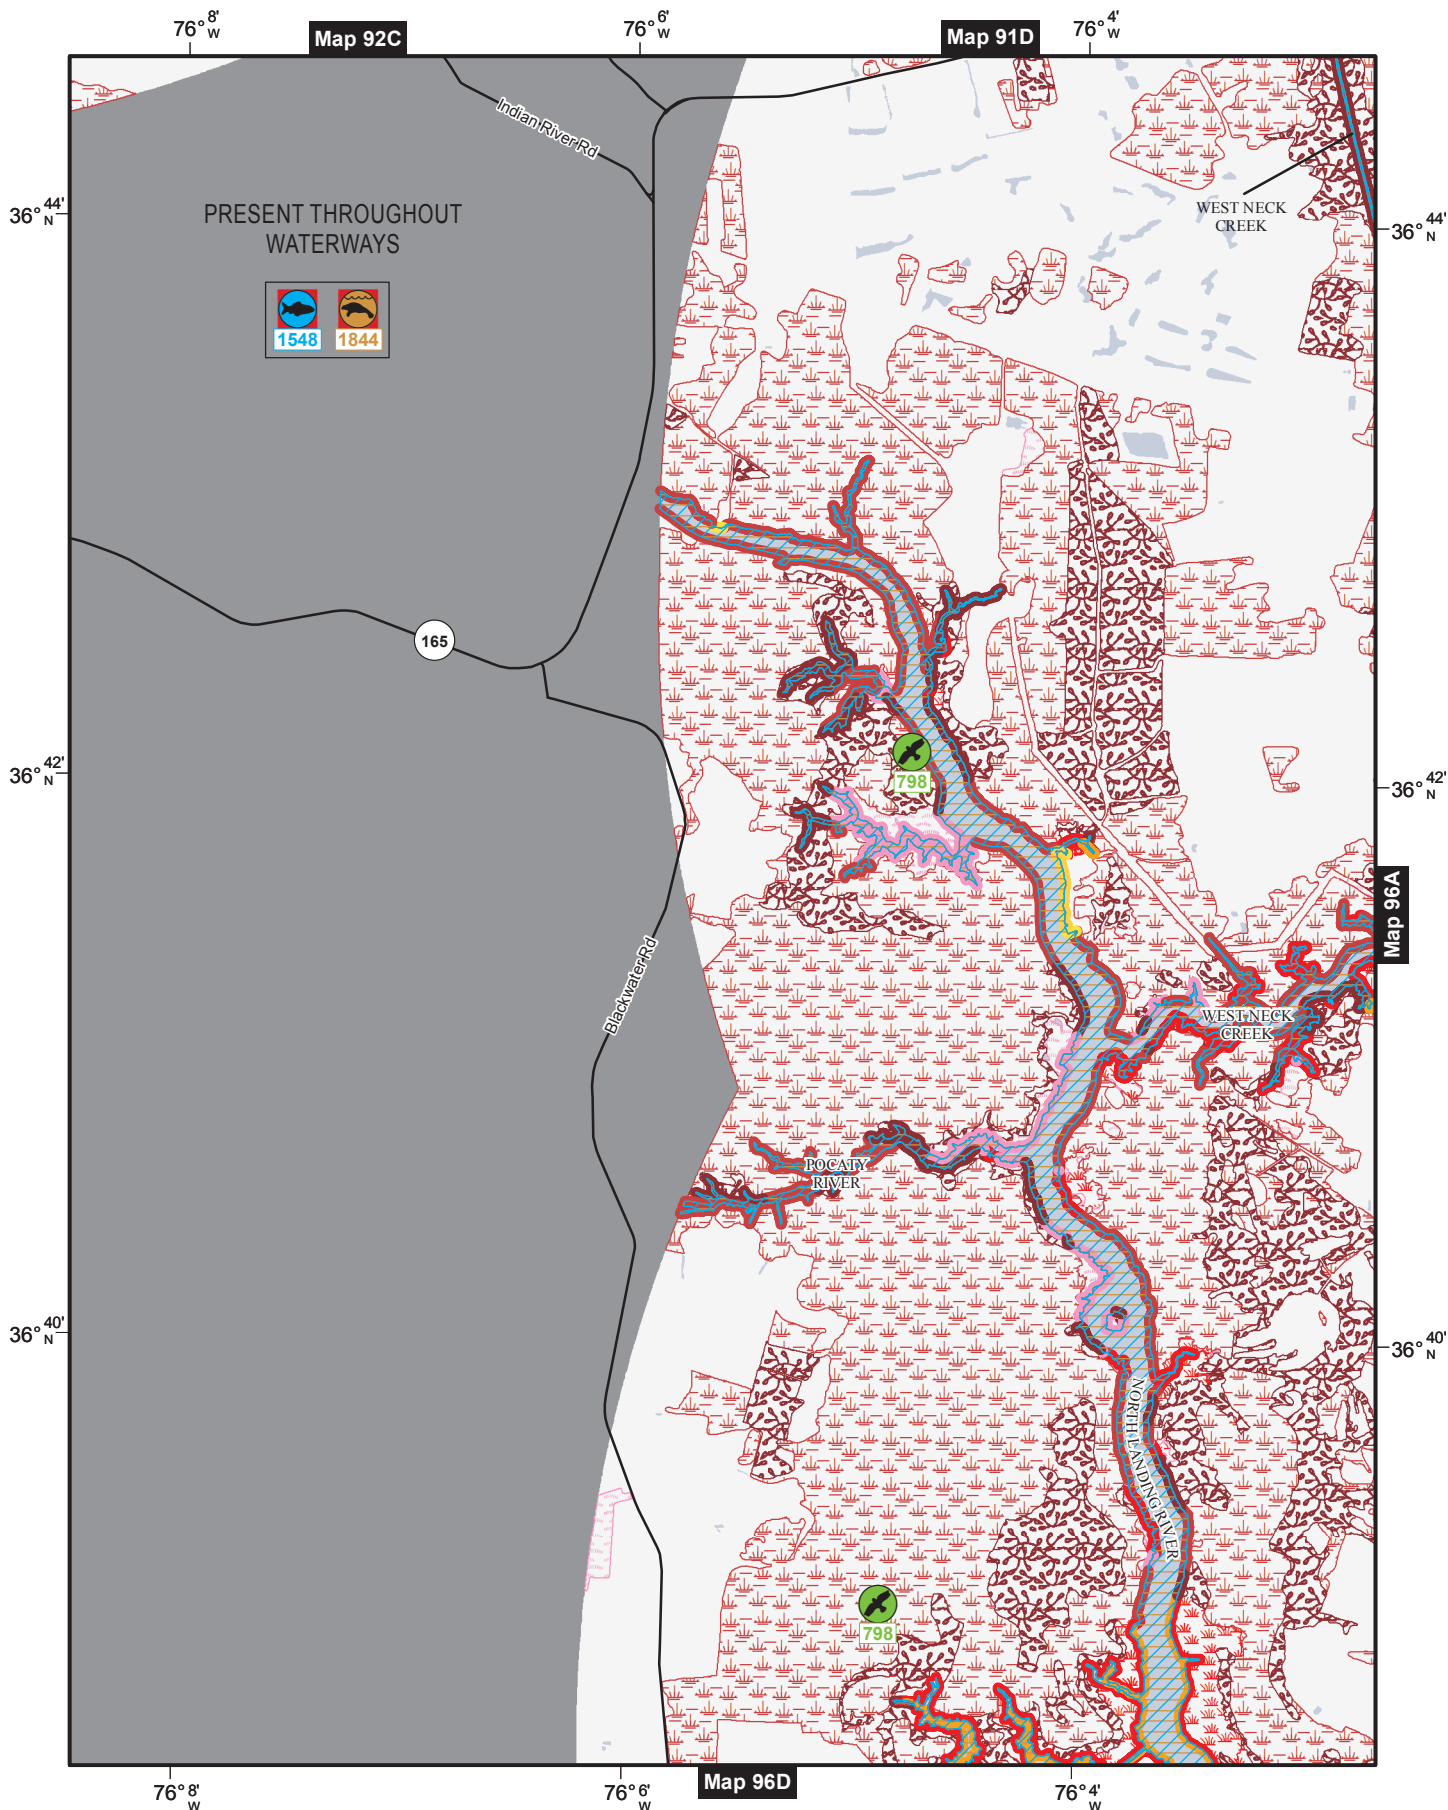 76° 8' W
76° 6' W
76° 4' W
Map 92C
Map 91D
Indian River Rd
36° 44' N
36° 44' N
PRESENT THROUGHOUT
WATERWAYS
WEST NECK
CREEK
1548
1844
165
36° 42' N
36° 42' N
798
Map 96A
Blackwater Rd
WEST NECK
CREEK
POCATY
RIVER
36° 40' N
36° 40' N
NORTH LANDING RIVER
798
Map 96D
76° 8' W
76° 6' W
76° 4' W